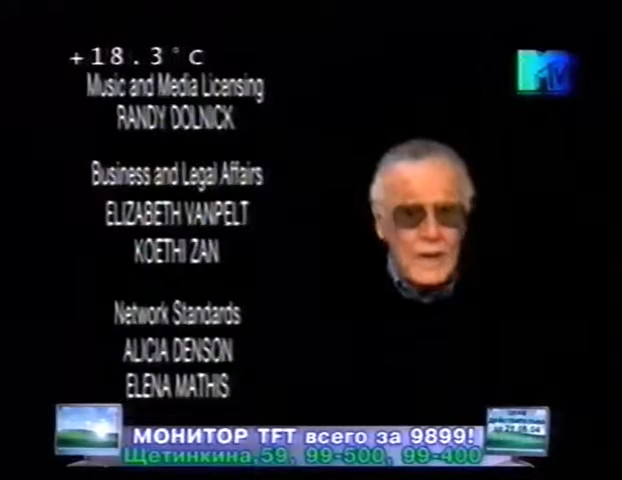 +18.3°C
MTV
Music and Media Licensing
RANDY DOLNICK
Business and Legal Affairs
ELIZABETH VANPELT
KOETHI ZAN
Network Standards
ALICIA DENSON
ELENA MATHIS
МОНИТОР TFT всего за 9899!
Щетинкина,59, 99-500, 99-400